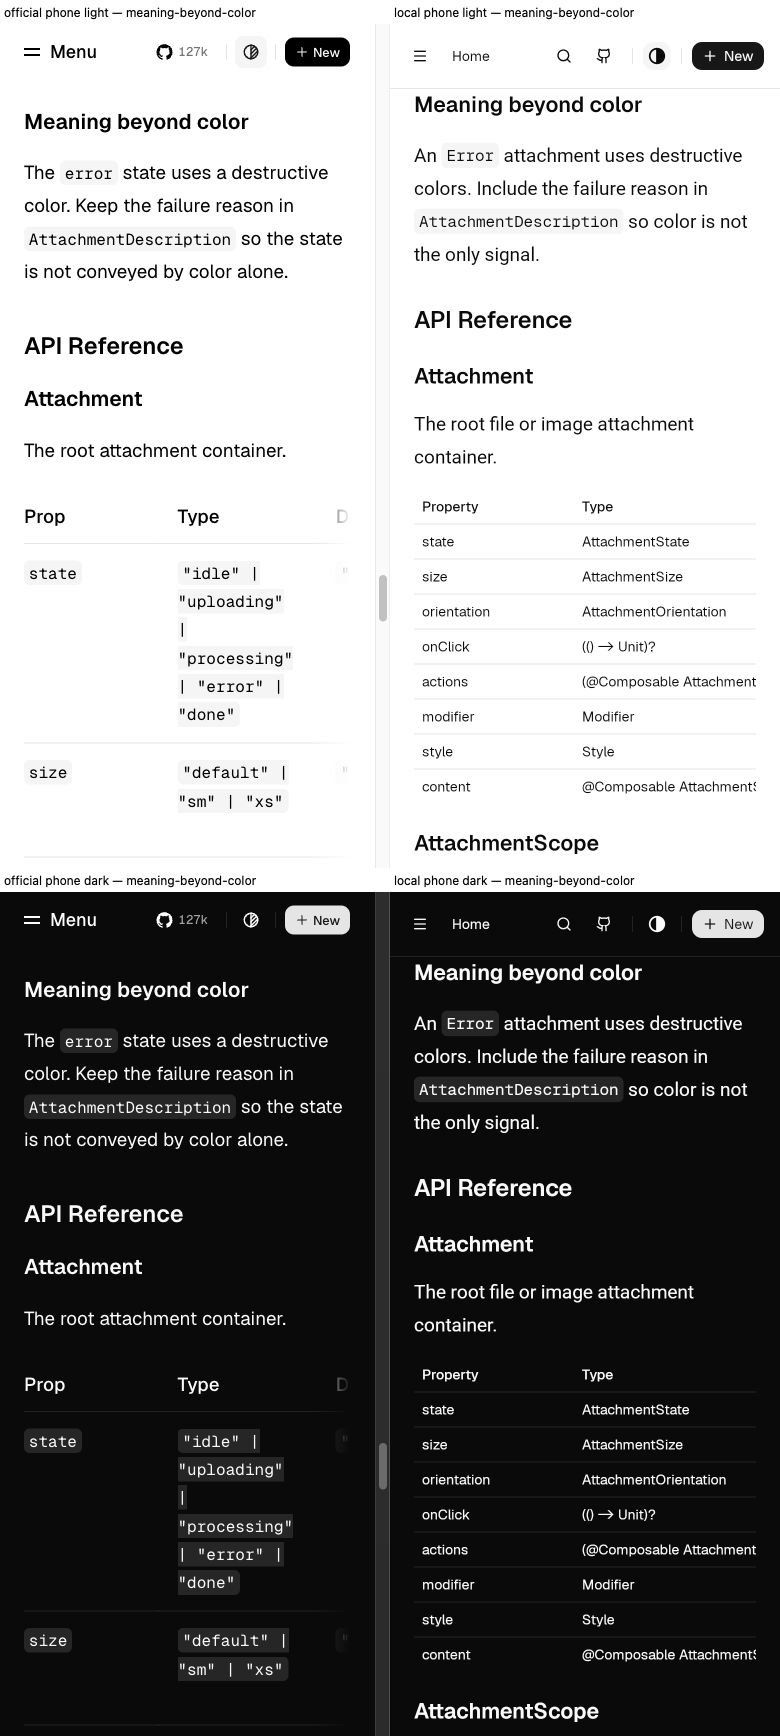 official phone light — meaning-beyond-color
Menu
127k
New
Meaning beyond color
The error state uses a destructive
color. Keep the failure reason in
AttachmentDescription so the state
is not conveyed by color alone.
API Reference
Attachment
The root attachment container.
Prop Type D
state "idle" | "
"uploading"
|
"processing"
| "error" |
"done"
size "default" | "
"sm" | "xs"
local phone light — meaning-beyond-color
Home
New
Meaning beyond color
An Error attachment uses destructive
colors. Include the failure reason in
AttachmentDescription so color is not
the only signal.
API Reference
Attachment
The root file or image attachment
container.
Property Type
state AttachmentState
size AttachmentSize
orientation AttachmentOrientation
onClick (() -> Unit)?
actions (@Composable Attachment
modifier Modifier
style Style
content @Composable AttachmentS
AttachmentScope
official phone dark — meaning-beyond-color
Menu
127k
New
Meaning beyond color
The error state uses a destructive
color. Keep the failure reason in
AttachmentDescription so the state
is not conveyed by color alone.
API Reference
Attachment
The root attachment container.
Prop Type D
state "idle" | "
"uploading"
|
"processing"
| "error" |
"done"
size "default" | "
"sm" | "xs"
local phone dark — meaning-beyond-color
Home
New
Meaning beyond color
An Error attachment uses destructive
colors. Include the failure reason in
AttachmentDescription so color is not
the only signal.
API Reference
Attachment
The root file or image attachment
container.
Property Type
state AttachmentState
size AttachmentSize
orientation AttachmentOrientation
onClick (() -> Unit)?
actions (@Composable Attachment
modifier Modifier
style Style
content @Composable AttachmentS
AttachmentScope